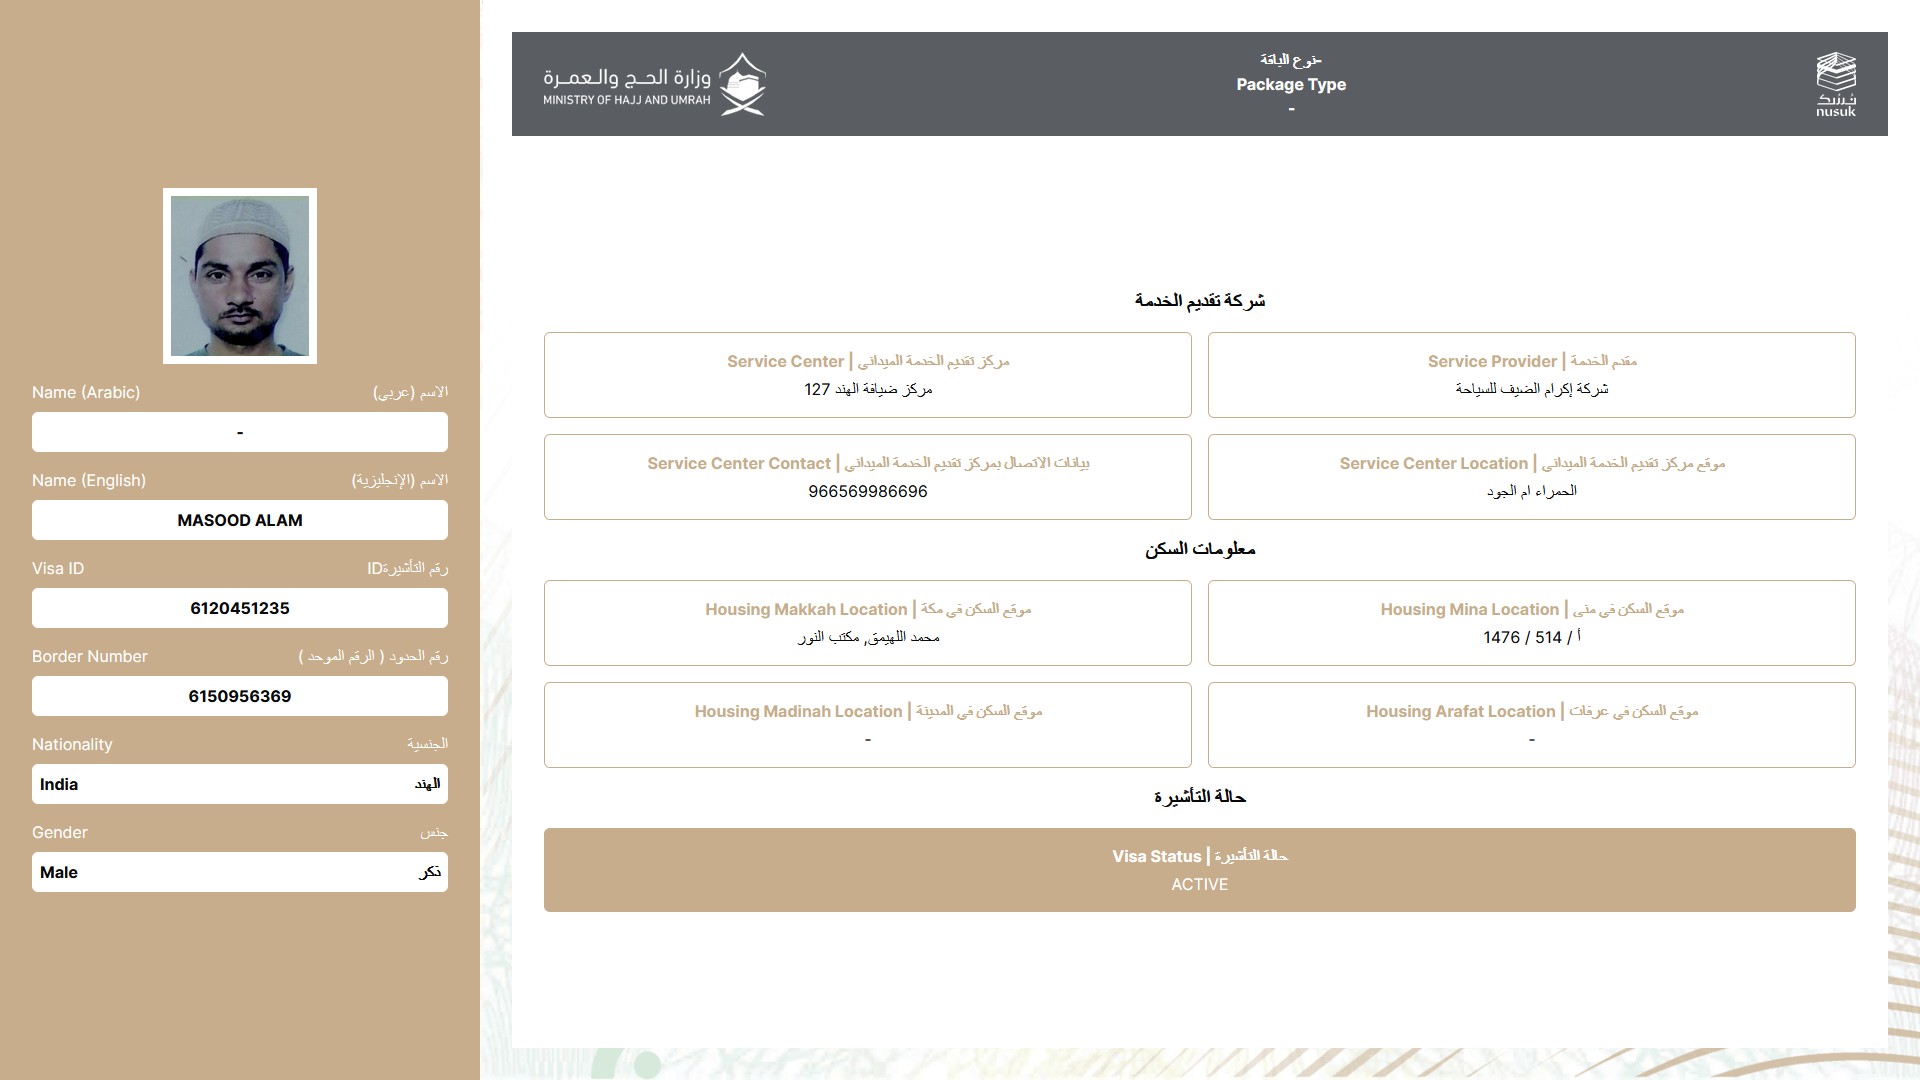 Name (Arabic) الاسم (عربي)
-
Name (English) الاسم (الإنجليزية)
MASOOD ALAM
Visa ID رقم التأشيرةID
6120451235
Border Number رقم الحدود ( الرقم الموحد )
6150956369
Nationality الجنسية
India الهند
Gender جنس
Male ذكر
وزارة الحج والعمرة
MINISTRY OF HAJJ AND UMRAH
-نوع الباقة
Package Type
-
نُسُك
nusuk
شركة تقديم الخدمة
Service Center | مركز تقديم الخدمة الميداني
مركز ضيافة الهند 127
Service Provider | مقدم الخدمة
شركة إكرام الضيف للسياحة
Service Center Contact | بيانات الاتصال بمركز تقديم الخدمة الميداني
966569986696
Service Center Location | موقع مركز تقديم الخدمة الميداني
الحمراء ام الجود
معلومات السكن
Housing Makkah Location | موقع السكن في مكة
محمد اللهيمق, مكتب النور
Housing Mina Location | موقع السكن في منى
أ / 514 / 1476
Housing Madinah Location | موقع السكن في المدينة
-
Housing Arafat Location | موقع السكن في عرفات
-
حالة التأشيرة
Visa Status | حالة التأشيرة
ACTIVE